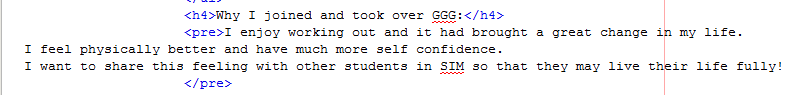 <h4>Why I joined and took over GGG:</h4>
<pre>I enjoy working out and it had brought a great change in my life.
I feel physically better and have much more self confidence.
I want to share this feeling with other students in SIM so that they may live their life fully!
</pre>